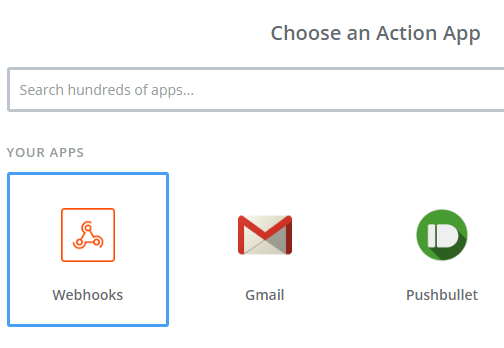 Choose an Action App
Search hundreds of apps...
YOUR APPS
Webhooks
Gmail
Pushbullet